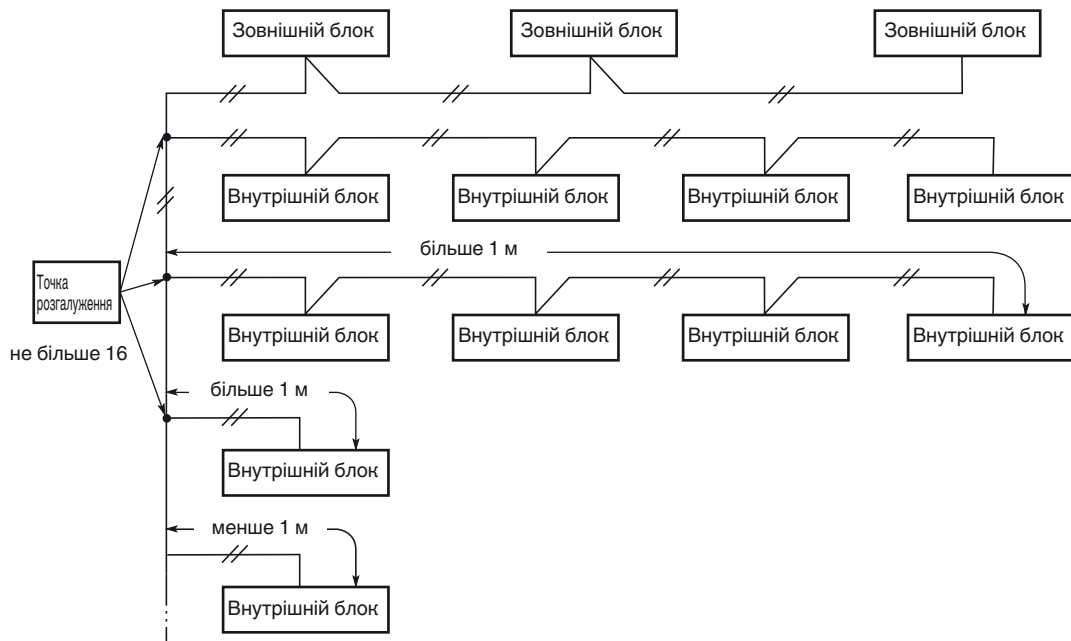 Зовнішній блок Зовнішній блок Зовнішній блок
Внутрішній блок Внутрішній блок Внутрішній блок Внутрішній блок
більше 1 м
Точка
розгалуження
Внутрішній блок Внутрішній блок Внутрішній блок Внутрішній блок
не більше 16
більше 1 м
Внутрішній блок
менше 1 м
Внутрішній блок